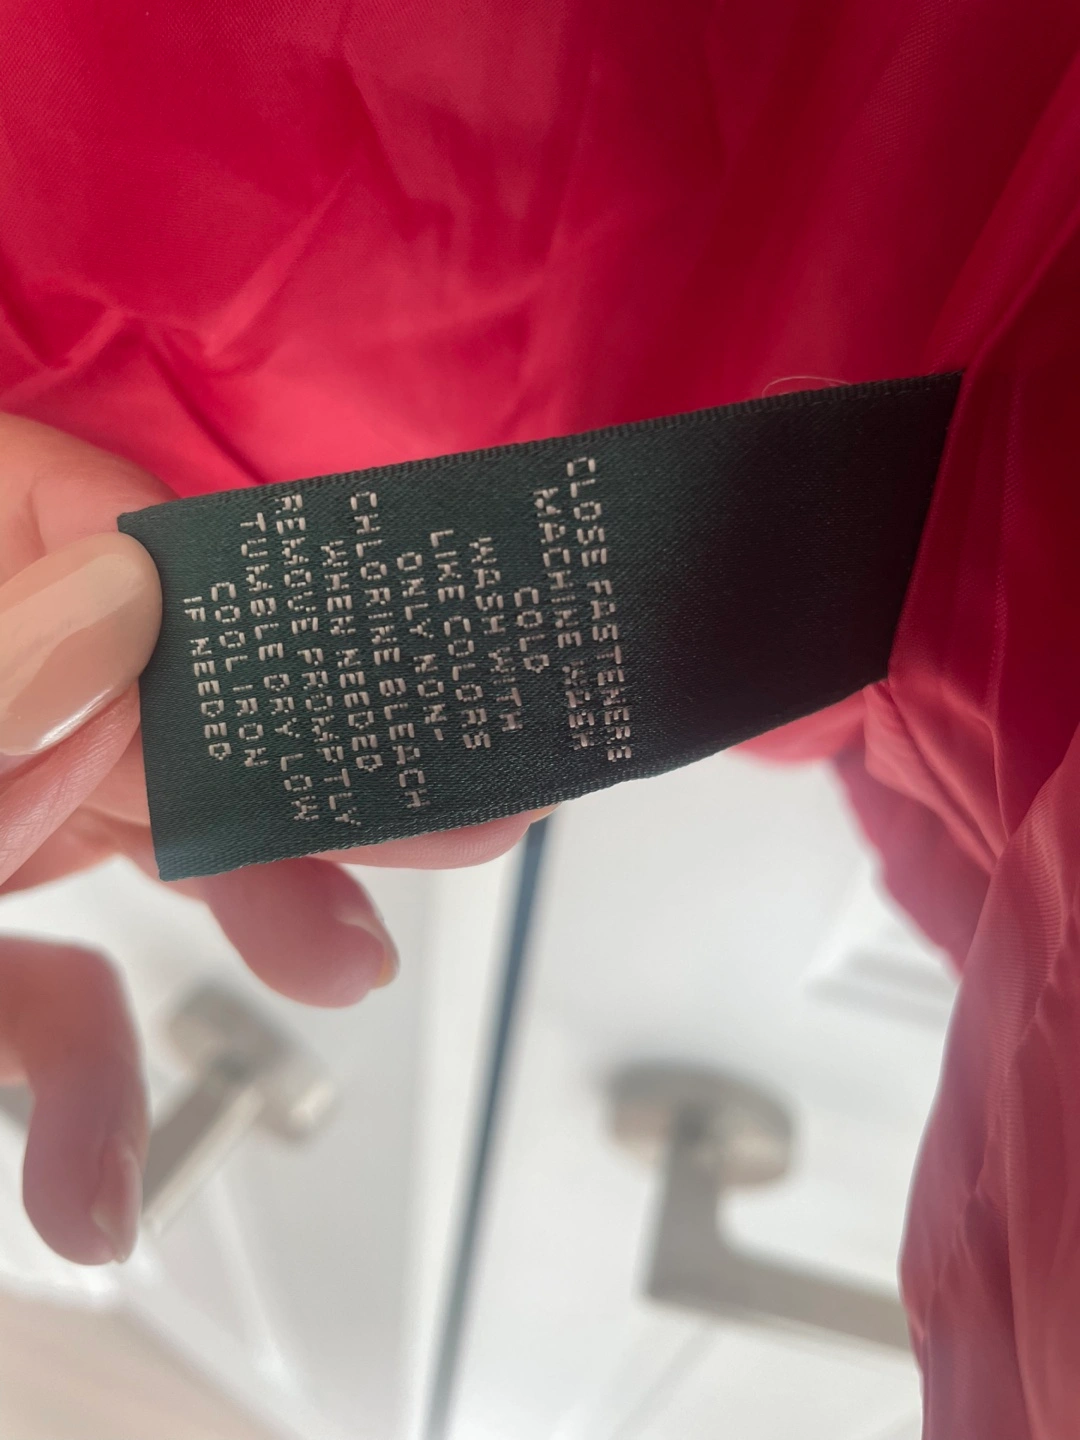 CLOSE FASTENERS
MACHINE WASH
COLD
WASH WITH
LIKE COLORS
ONLY NON-
CHLORINE BLEACH
WHEN NEEDED
REMOVE PROMPTLY
TUMBLE DRY LOW
COOL IRON
IF NEEDED